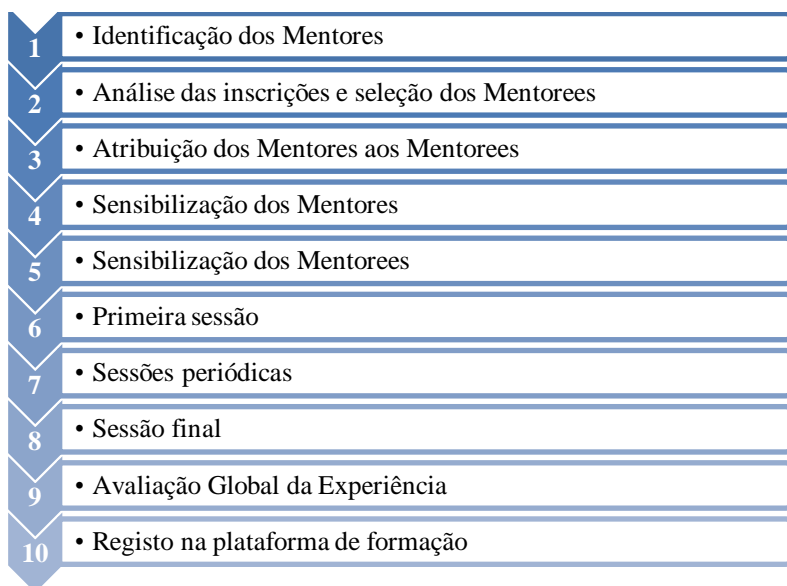 1 • Identificação dos Mentores
2 • Análise das inscrições e seleção dos Mentorees
3 • Atribuição dos Mentores aos Mentorees
4 • Sensibilização dos Mentores
5 • Sensibilização dos Mentorees
6 • Primeira sessão
7 • Sessões periódicas
8 • Sessão final
9 • Avaliação Global da Experiência
10 • Registo na plataforma de formação